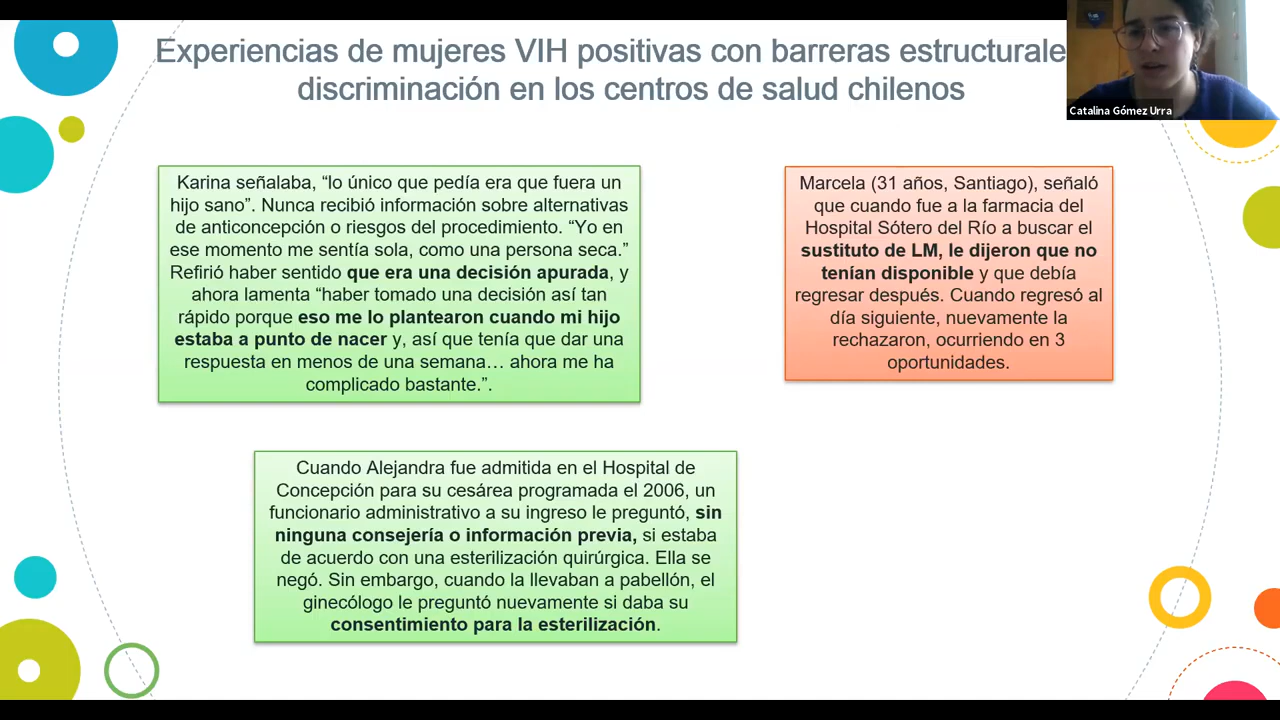 Experiencias de mujeres VIH positivas con barreras estructurale
discriminación en los centros de salud chilenos
Catalina Gómez Urra
Karina señalaba, “lo único que pedía era que fuera un
hijo sano”. Nunca recibió información sobre alternativas
de anticoncepción o riesgos del procedimiento. “Yo en
ese momento me sentía sola, como una persona seca.”
Refirió haber sentido que era una decisión apurada, y
ahora lamenta “haber tomado una decisión así tan
rápido porque eso me lo plantearon cuando mi hijo
estaba a punto de nacer y, así que tenía que dar una
respuesta en menos de una semana… ahora me ha
complicado bastante.”.
Marcela (31 años, Santiago), señaló
que cuando fue a la farmacia del
Hospital Sótero del Río a buscar el
sustituto de LM, le dijeron que no
tenían disponible y que debía
regresar después. Cuando regresó al
día siguiente, nuevamente la
rechazaron, ocurriendo en 3
oportunidades.
Cuando Alejandra fue admitida en el Hospital de
Concepción para su cesárea programada el 2006, un
funcionario administrativo a su ingreso le preguntó, sin
ninguna consejería o información previa, si estaba
de acuerdo con una esterilización quirúrgica. Ella se
negó. Sin embargo, cuando la llevaban a pabellón, el
ginecólogo le preguntó nuevamente si daba su
consentimiento para la esterilización.